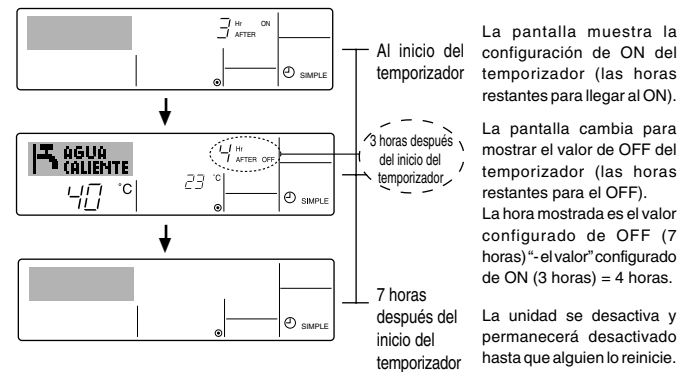 3 Hr ON
AFTER
SIMPLE
Al inicio del
temporizador
La pantalla muestra la
configuración de ON del
temporizador (las horas
restantes para llegar al ON).
AGUA
CALIENTE
40 °C
4 Hr
AFTER OFF
23 °C
SIMPLE
3 horas después
del inicio del
temporizador
La pantalla cambia para
mostrar el valor de OFF del
temporizador (las horas
restantes para el OFF).
La hora mostrada es el valor
configurado de OFF (7
horas) “- el valor” configurado
de ON (3 horas) = 4 horas.
SIMPLE
7 horas
después del
inicio del
temporizador
La unidad se desactiva y
permanecerá desactivado
hasta que alguien lo reinicie.